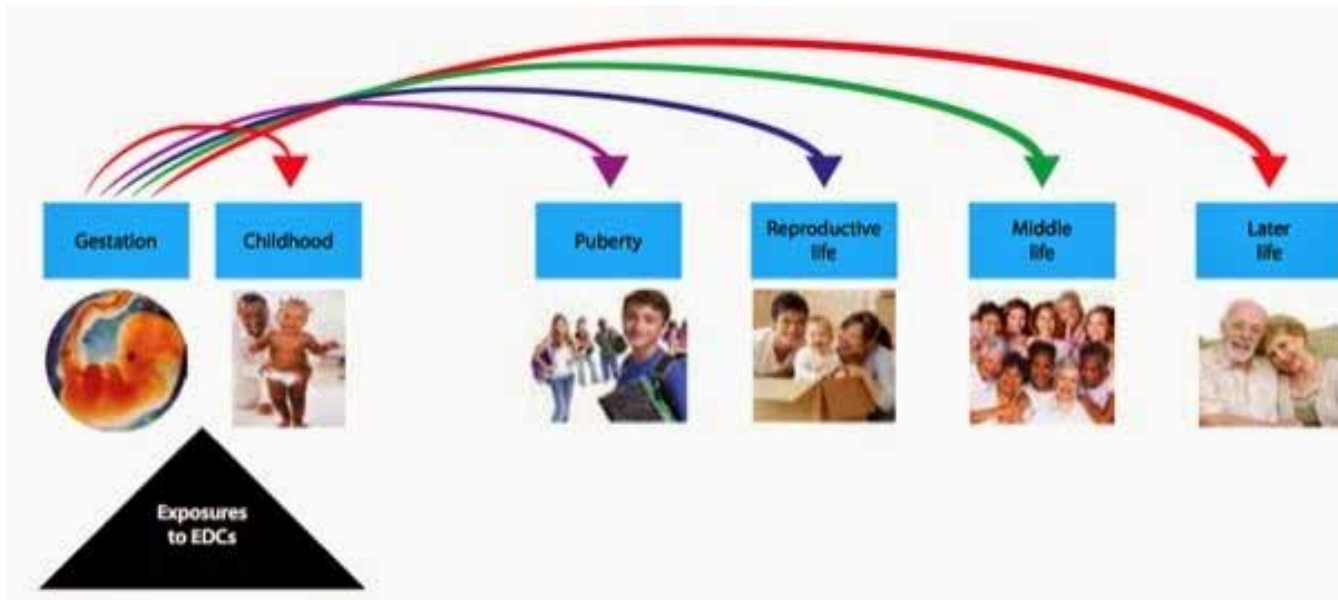 Gestation
Childhood
Puberty
Reproductive
life
Middle
life
Later
life
Exposures
to EDCs